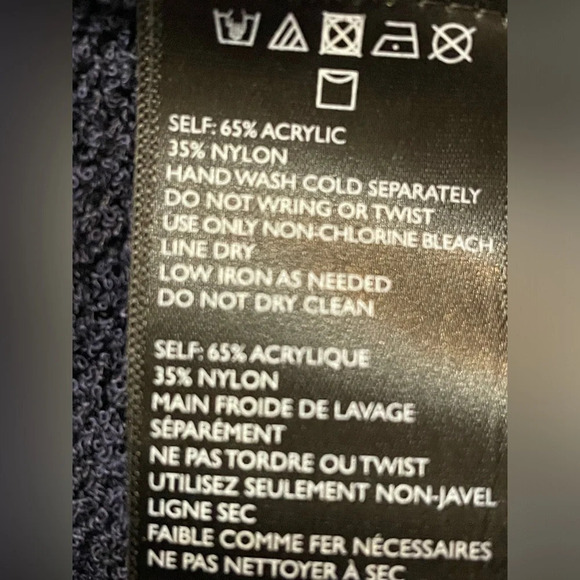 SELF: 65% ACRYLIC
35% NYLON
HAND WASH COLD SEPARATELY
DO NOT WRING OR TWIST
USE ONLY NON-CHLORINE BLEACH
LINE DRY
LOW IRON AS NEEDED
DO NOT DRY CLEAN
SELF: 65% ACRYLIQUE
35% NYLON
MAIN FROIDE DE LAVAGE
SÉPARÉMENT
NE PAS TORDRE OU TWIST
UTILISEZ SEULEMENT NON-JAVEL
LIGNE SEC
FAIBLE COMME FER NÉCESSAIRES
NE PAS NETTOYER À SEC